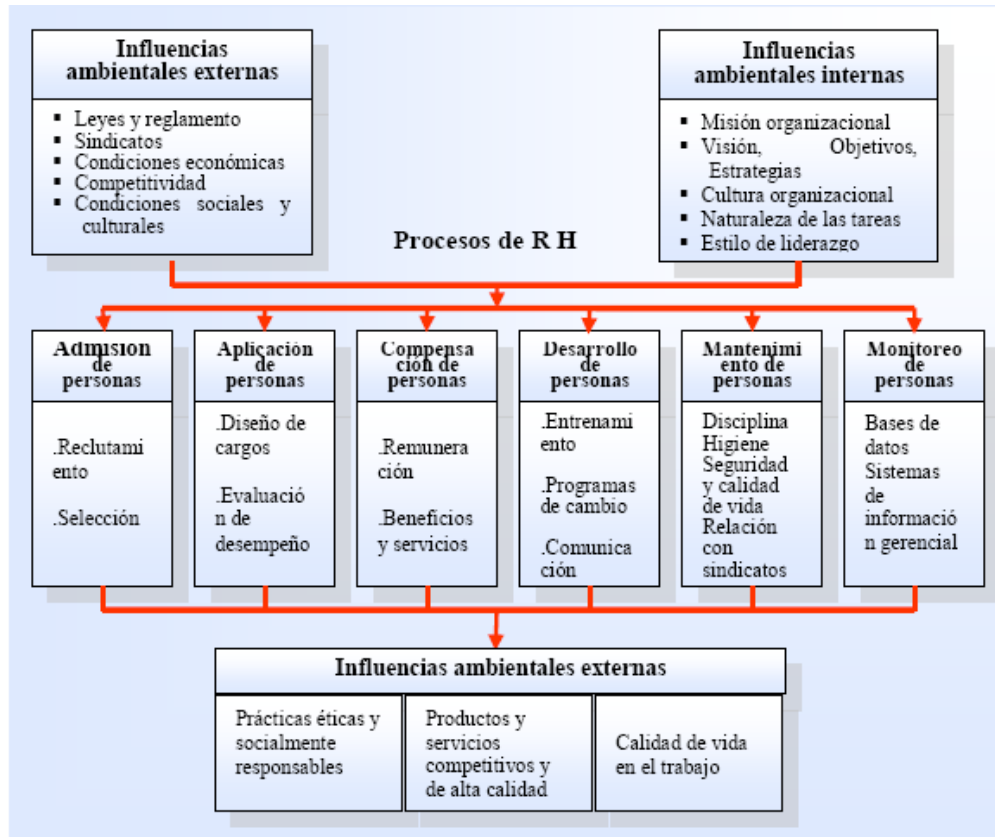 Influencias
ambientales externas
▪ Leyes y reglamento
▪ Sindicatos
▪ Condiciones económicas
▪ Competitividad
▪ Condiciones sociales y
culturales
Influencias
ambientales internas
▪ Misión organizacional
▪ Visión, Objetivos,
Estrategias
▪ Cultura organizacional
▪ Naturaleza de las tareas
▪ Estilo de liderazgo
Procesos de R H
Admisión
de
personas
.Reclutami
ento
.Selección
Aplicación
de
personas
.Diseño de
cargos
.Evaluació
n de
desempeño
Compensa
ción de
personas
.Remunera
ción
.Beneficios
y servicios
Desarrollo
de
personas
.Entrenami
ento
.Programas
de cambio
.Comunica
ción
Mantenimi
ento de
personas
Disciplina
Higiene
Seguridad
y calidad
de vida
Relación
con
sindicatos
Monitoreo
de
personas
Bases de
datos
Sistemas
de
informació
n gerencial
Influencias ambientales externas
Prácticas éticas y
socialmente
responsables
Productos y
servicios
competitivos y
de alta calidad
Calidad de vida
en el trabajo